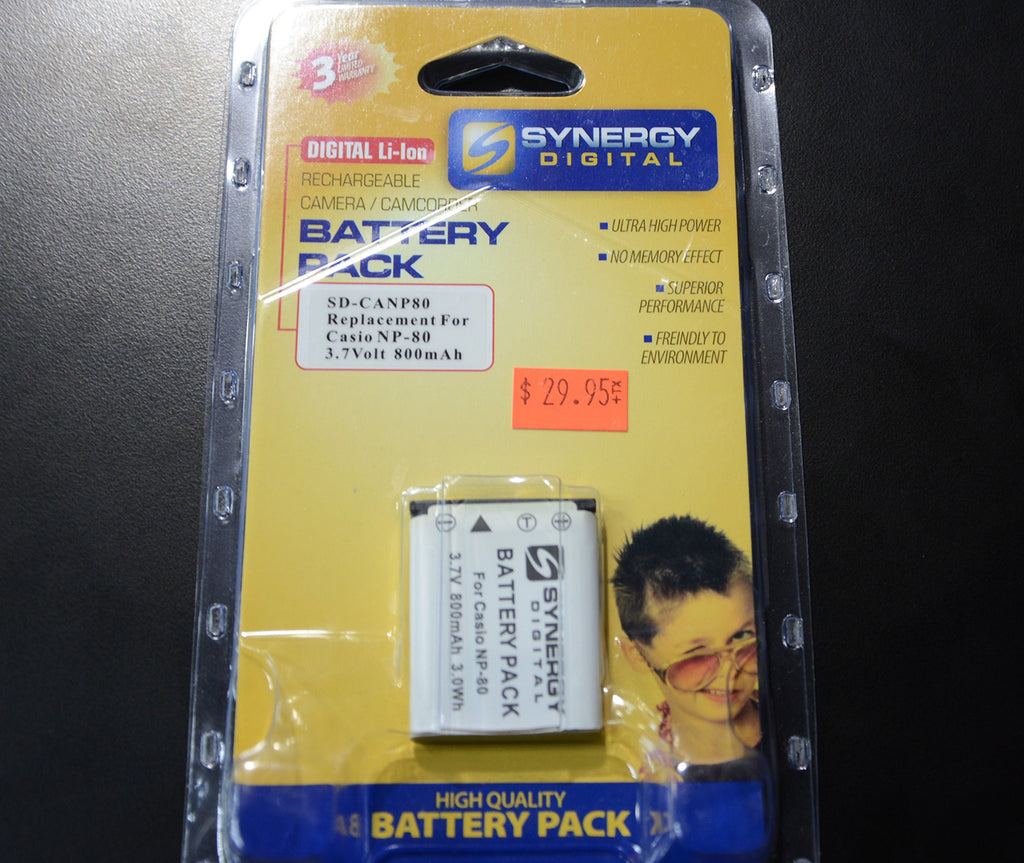 3 Year
LIMITED
WARRANTY
SYNERGY
DIGITAL
DIGITAL Li-Ion
RECHARGEABLE
CAMERA / CAMCORDER
BATTERY
PACK
SD-CANP80
Replacement For
Casio NP-80
3.7Volt 800mAh
ULTRA HIGH POWER
NO MEMORY EFFECT
SUPERIOR
PERFORMANCE
FREINDLY TO
ENVIRONMENT
$ 29.95
SYNERGY
DIGITAL
BATTERY PACK
For Casio NP-80
3.7V 800mAh 3.0Wh
HIGH QUALITY
BATTERY PACK